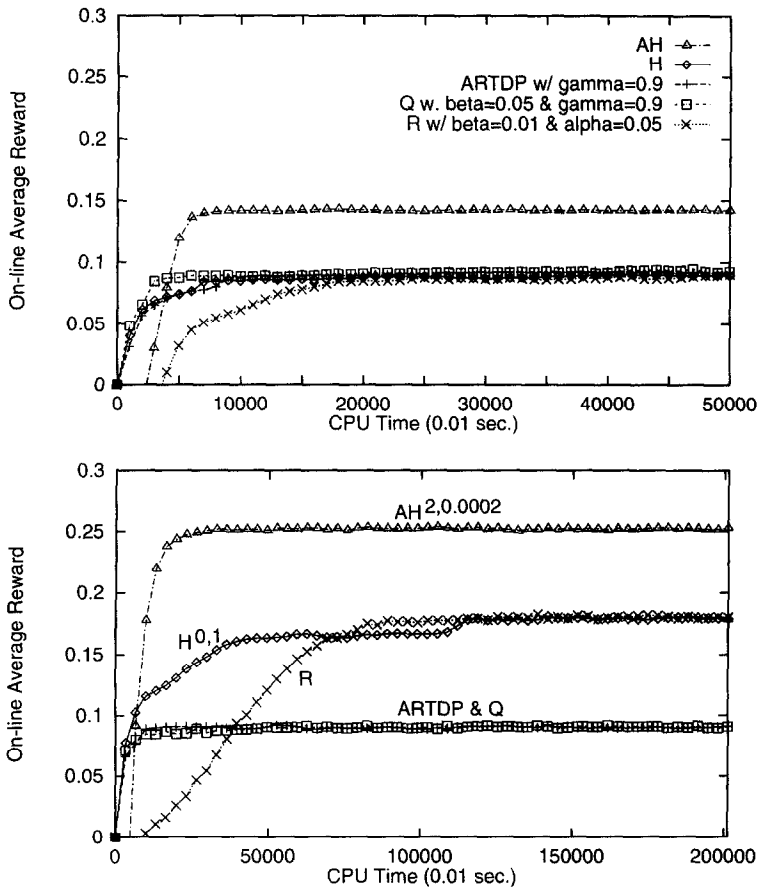 0.3
0.25
0.2
0.15
0.1
0.05
0
On-line Average Reward
AH
H
ARTDP w/ gamma=0.9
Q w. beta=0.05 & gamma=0.9
R w/ beta=0.01 & alpha=0.05
0 10000 20000 30000 40000 50000
CPU Time (0.01 sec.)
0.3
0.25
0.2
0.15
0.1
0.05
0
On-line Average Reward
AH2,0.0002
H0,1
R
ARTDP & Q
0 50000 100000 150000 200000
CPU Time (0.01 sec.)